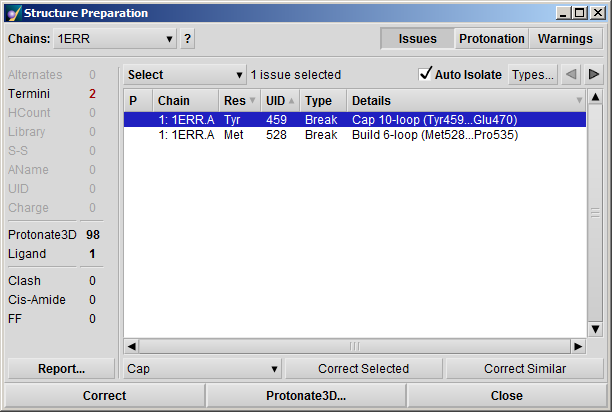 Structure Preparation
Chains: 1ERR ? Issues Protonation Warnings
Alternates 0
Termini 2
HCount 0
Library 0
S-S 0
AName 0
UID 0
Charge 0
Protonate3D 98
Ligand 1
Clash 0
Cis-Amide 0
FF 0
Report...
Select 1 issue selected Auto Isolate Types...
P Chain Res UID Type Details
1: 1ERR.A Tyr 459 Break Cap 10-loop (Tyr459...Glu470)
1: 1ERR.A Met 528 Break Build 6-loop (Met528...Pro535)
Cap Correct Selected Correct Similar
Correct Protonate3D... Close